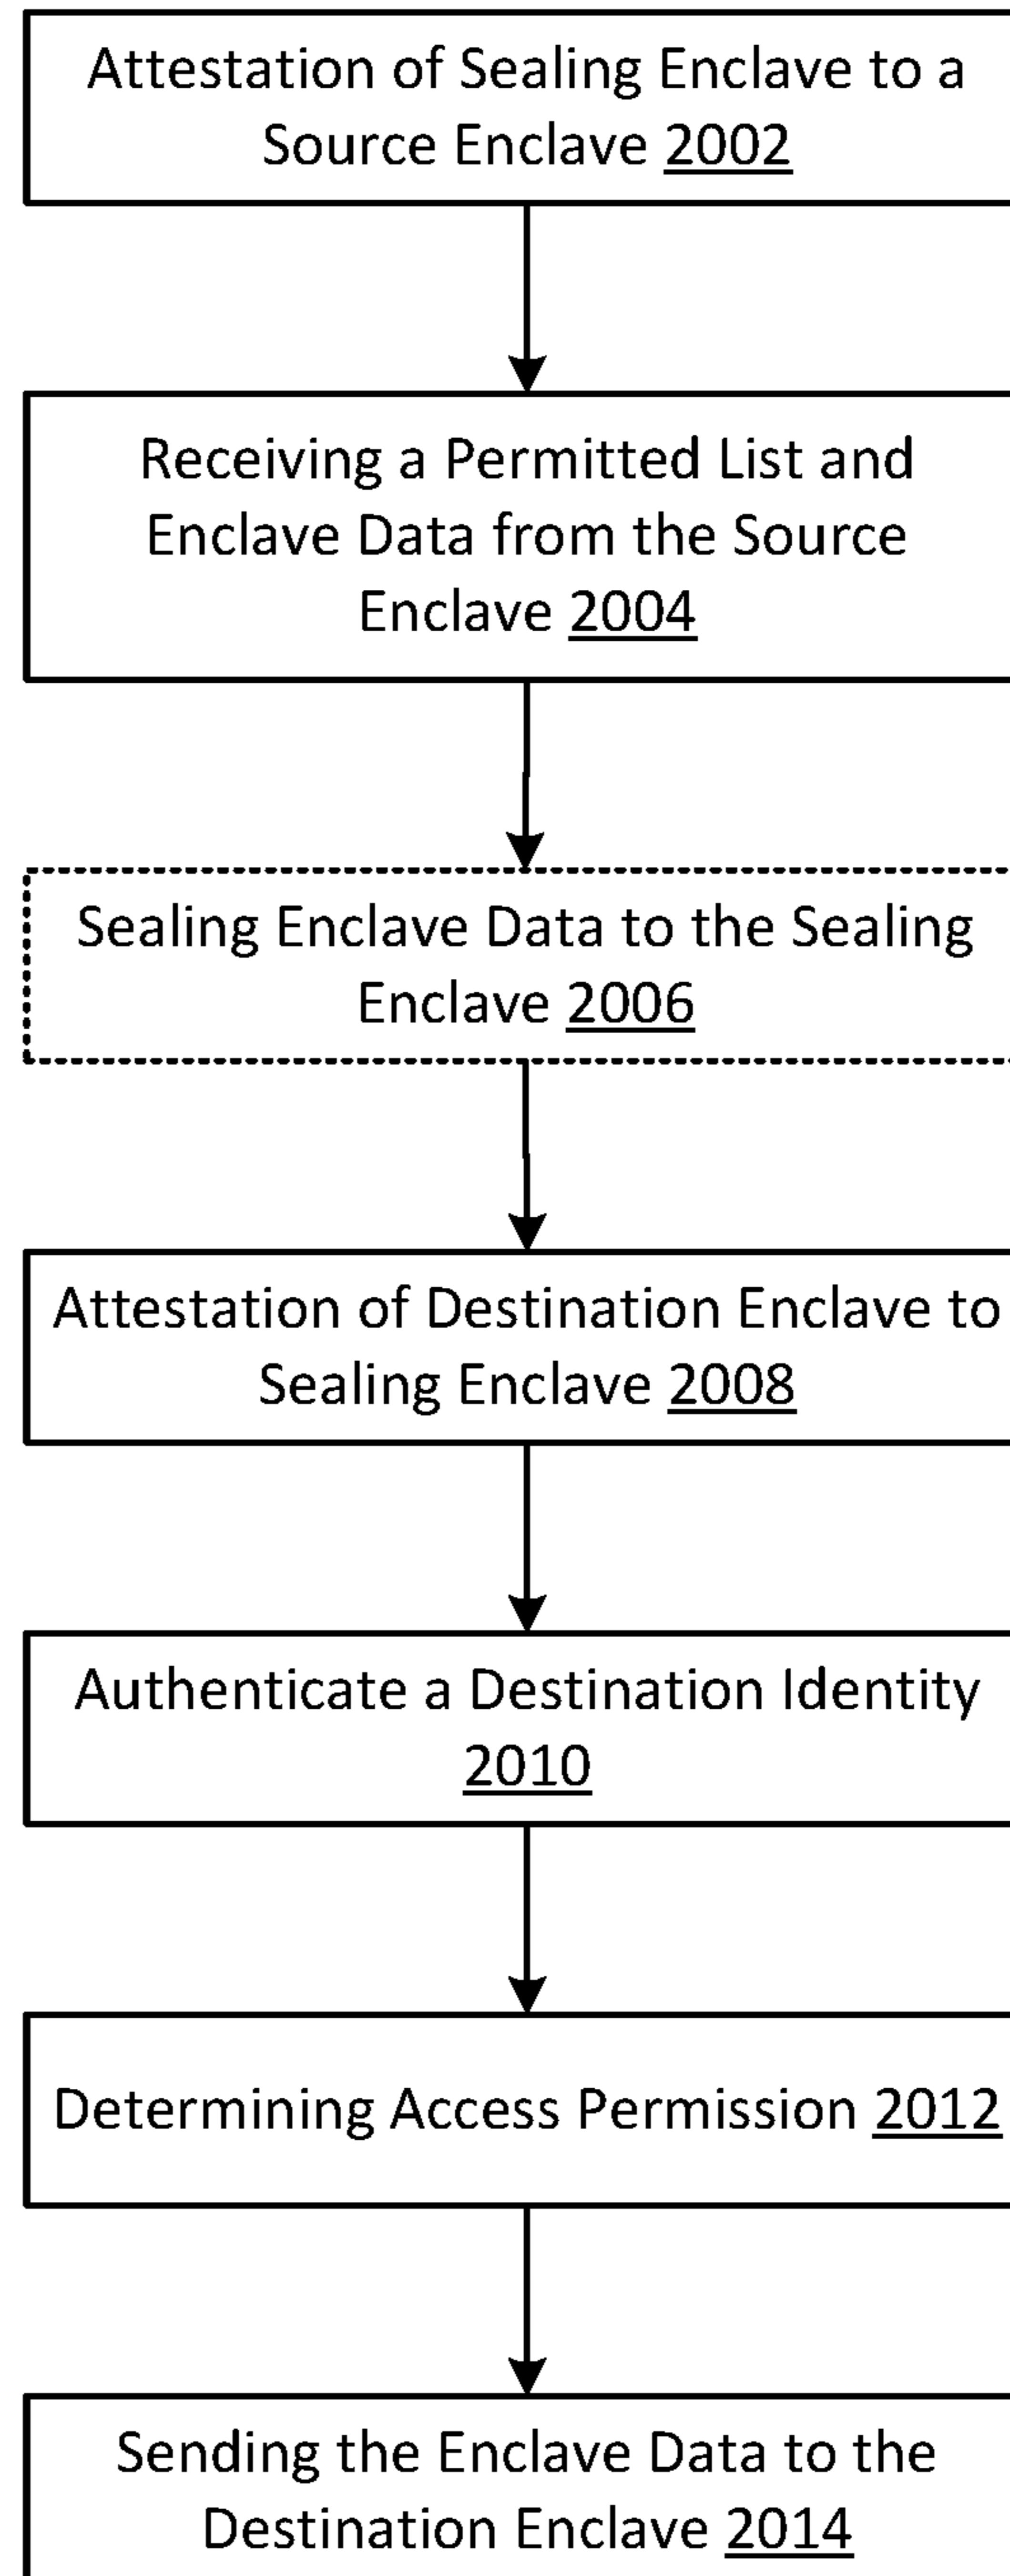 Attestation of Sealing Enclave to a
Source Enclave 2002
Receiving a Permitted List and
Enclave Data from the Source
Enclave 2004
Sealing Enclave Data to the Sealing
Enclave 2006
Attestation of Destination Enclave to
Sealing Enclave 2008
Authenticate a Destination Identity
2010
Determining Access Permission 2012
Sending the Enclave Data to the
Destination Enclave 2014